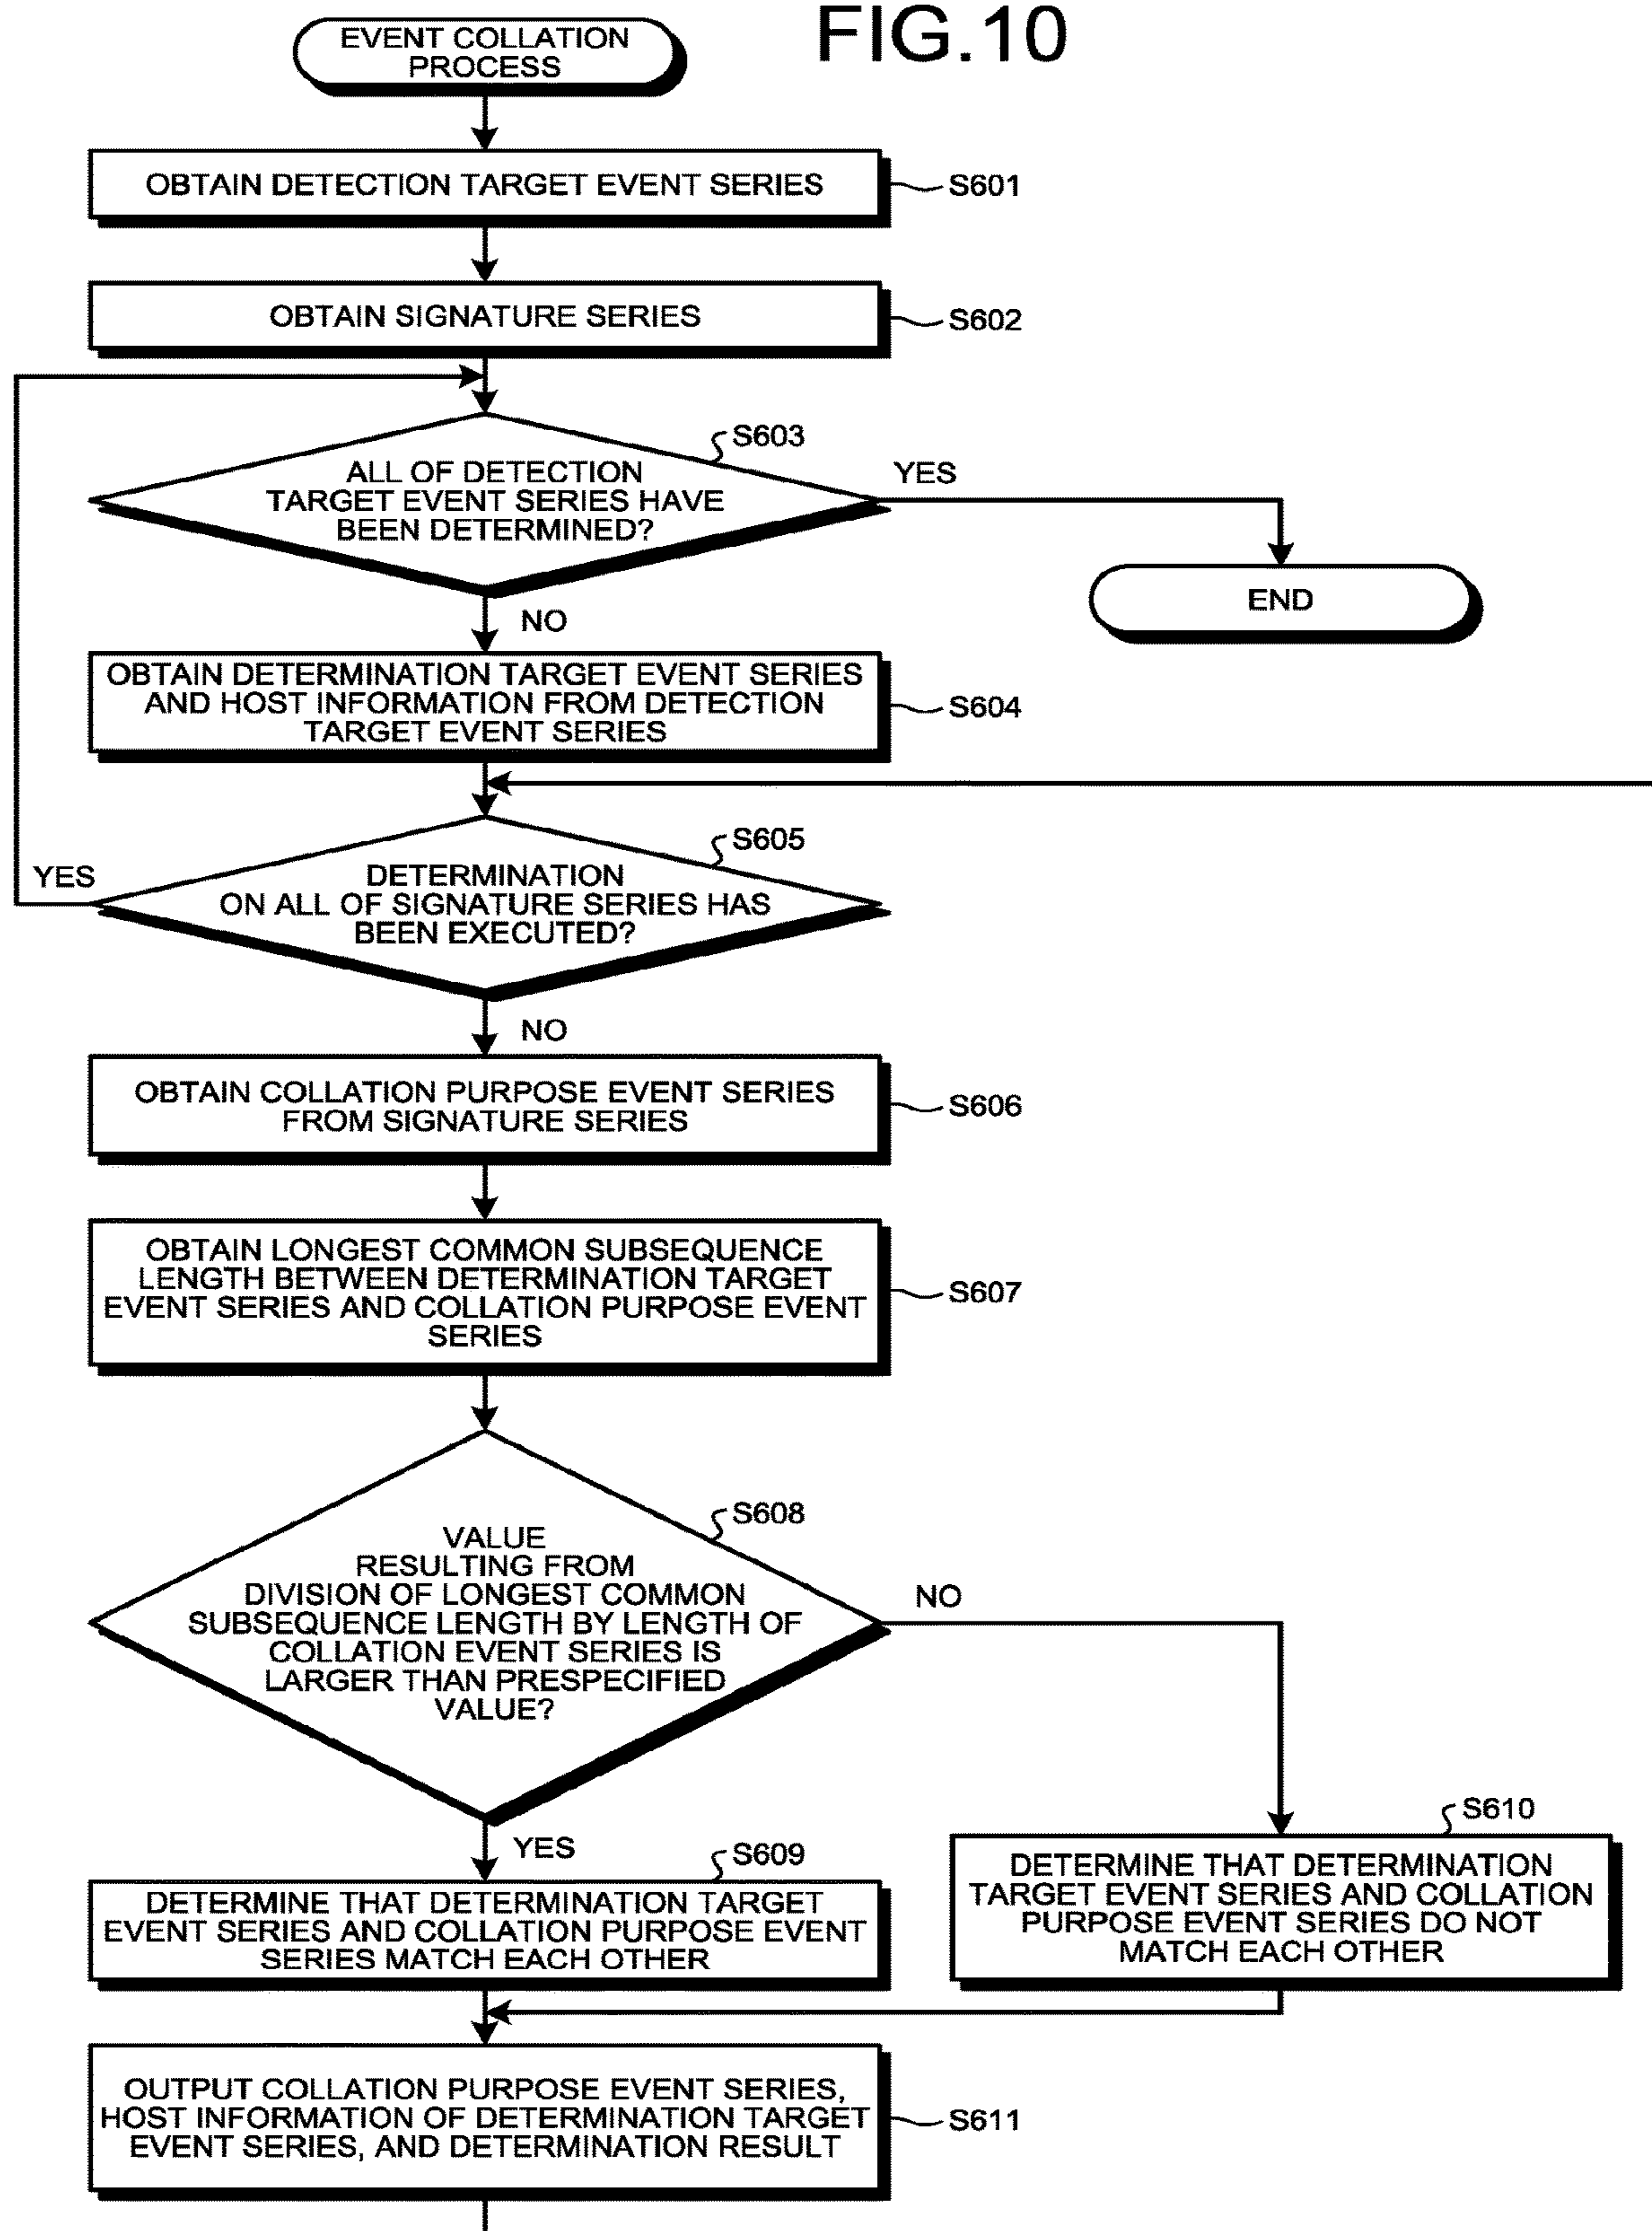 FIG.10
EVENT COLLATION
PROCESS
OBTAIN DETECTION TARGET EVENT SERIES
S601
OBTAIN SIGNATURE SERIES
S602
S603
ALL OF DETECTION
TARGET EVENT SERIES HAVE
BEEN DETERMINED?
YES
END
NO
OBTAIN DETERMINATION TARGET EVENT SERIES
AND HOST INFORMATION FROM DETECTION
TARGET EVENT SERIES
S604
S605
YES
DETERMINATION
ON ALL OF SIGNATURE SERIES HAS
BEEN EXECUTED?
NO
OBTAIN COLLATION PURPOSE EVENT SERIES
FROM SIGNATURE SERIES
S606
OBTAIN LONGEST COMMON SUBSEQUENCE
LENGTH BETWEEN DETERMINATION TARGET
EVENT SERIES AND COLLATION PURPOSE EVENT
SERIES
S607
S608
VALUE
RESULTING FROM
DIVISION OF LONGEST COMMON
SUBSEQUENCE LENGTH BY LENGTH OF
COLLATION EVENT SERIES IS
LARGER THAN PRESPECIFIED
VALUE?
NO
YES
S609
DETERMINE THAT DETERMINATION TARGET
EVENT SERIES AND COLLATION PURPOSE EVENT
SERIES MATCH EACH OTHER
S610
DETERMINE THAT DETERMINATION
TARGET EVENT SERIES AND COLLATION
PURPOSE EVENT SERIES DO NOT
MATCH EACH OTHER
OUTPUT COLLATION PURPOSE EVENT SERIES,
HOST INFORMATION OF DETERMINATION TARGET
EVENT SERIES, AND DETERMINATION RESULT
S611